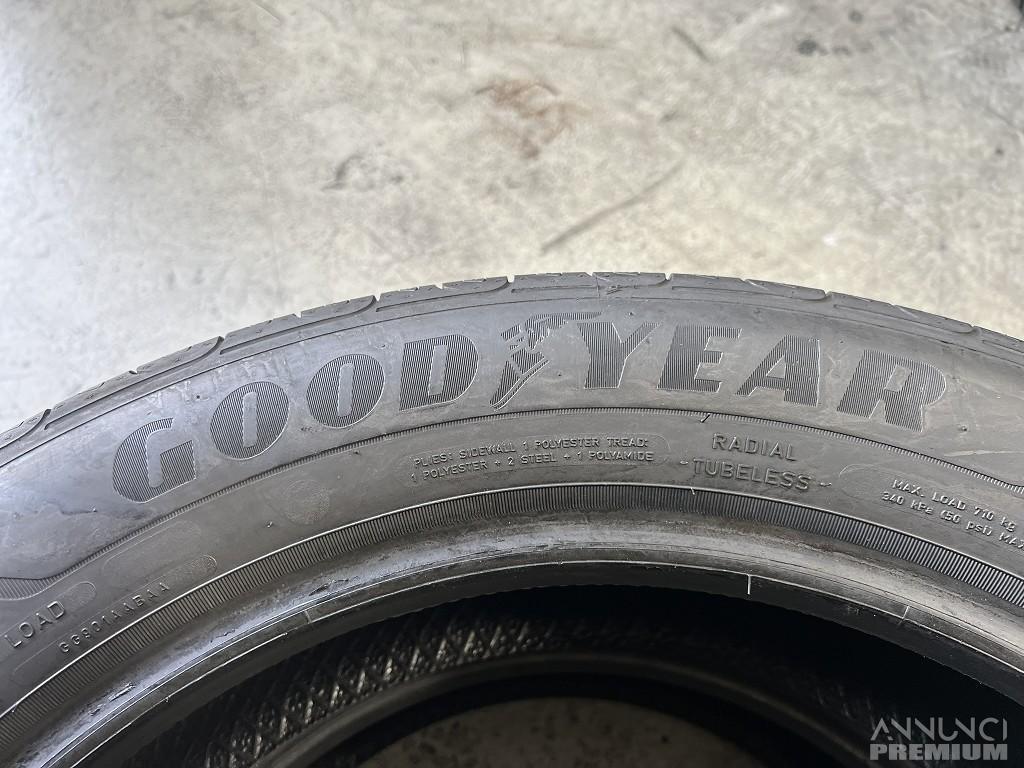 GOODYEAR
PLIES: SIDEWALL 1 POLYESTER TREAD:
1 POLYESTER + 2 STEEL + 1 POLYAMIDE
RADIAL
TUBELESS
MAX. LOAD 710 kg
340 kPa (50 PSI) MAX
LOAD
GG901AABAA
ANNUNCI
PREMIUM